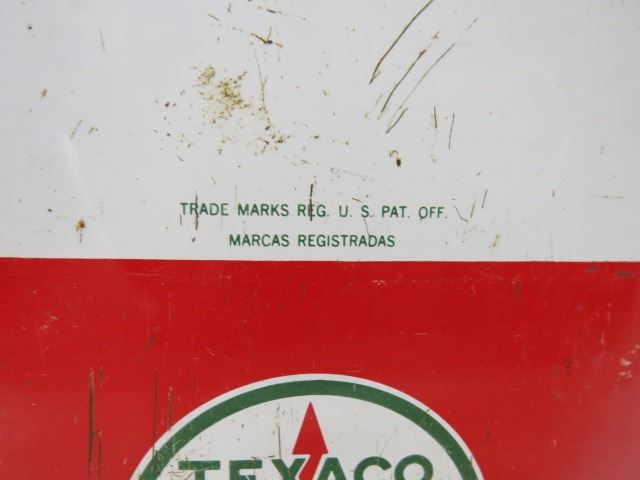 TRADE MARKS REG. U. S. PAT. OFF.
MARCAS REGISTRADAS
TEXACO